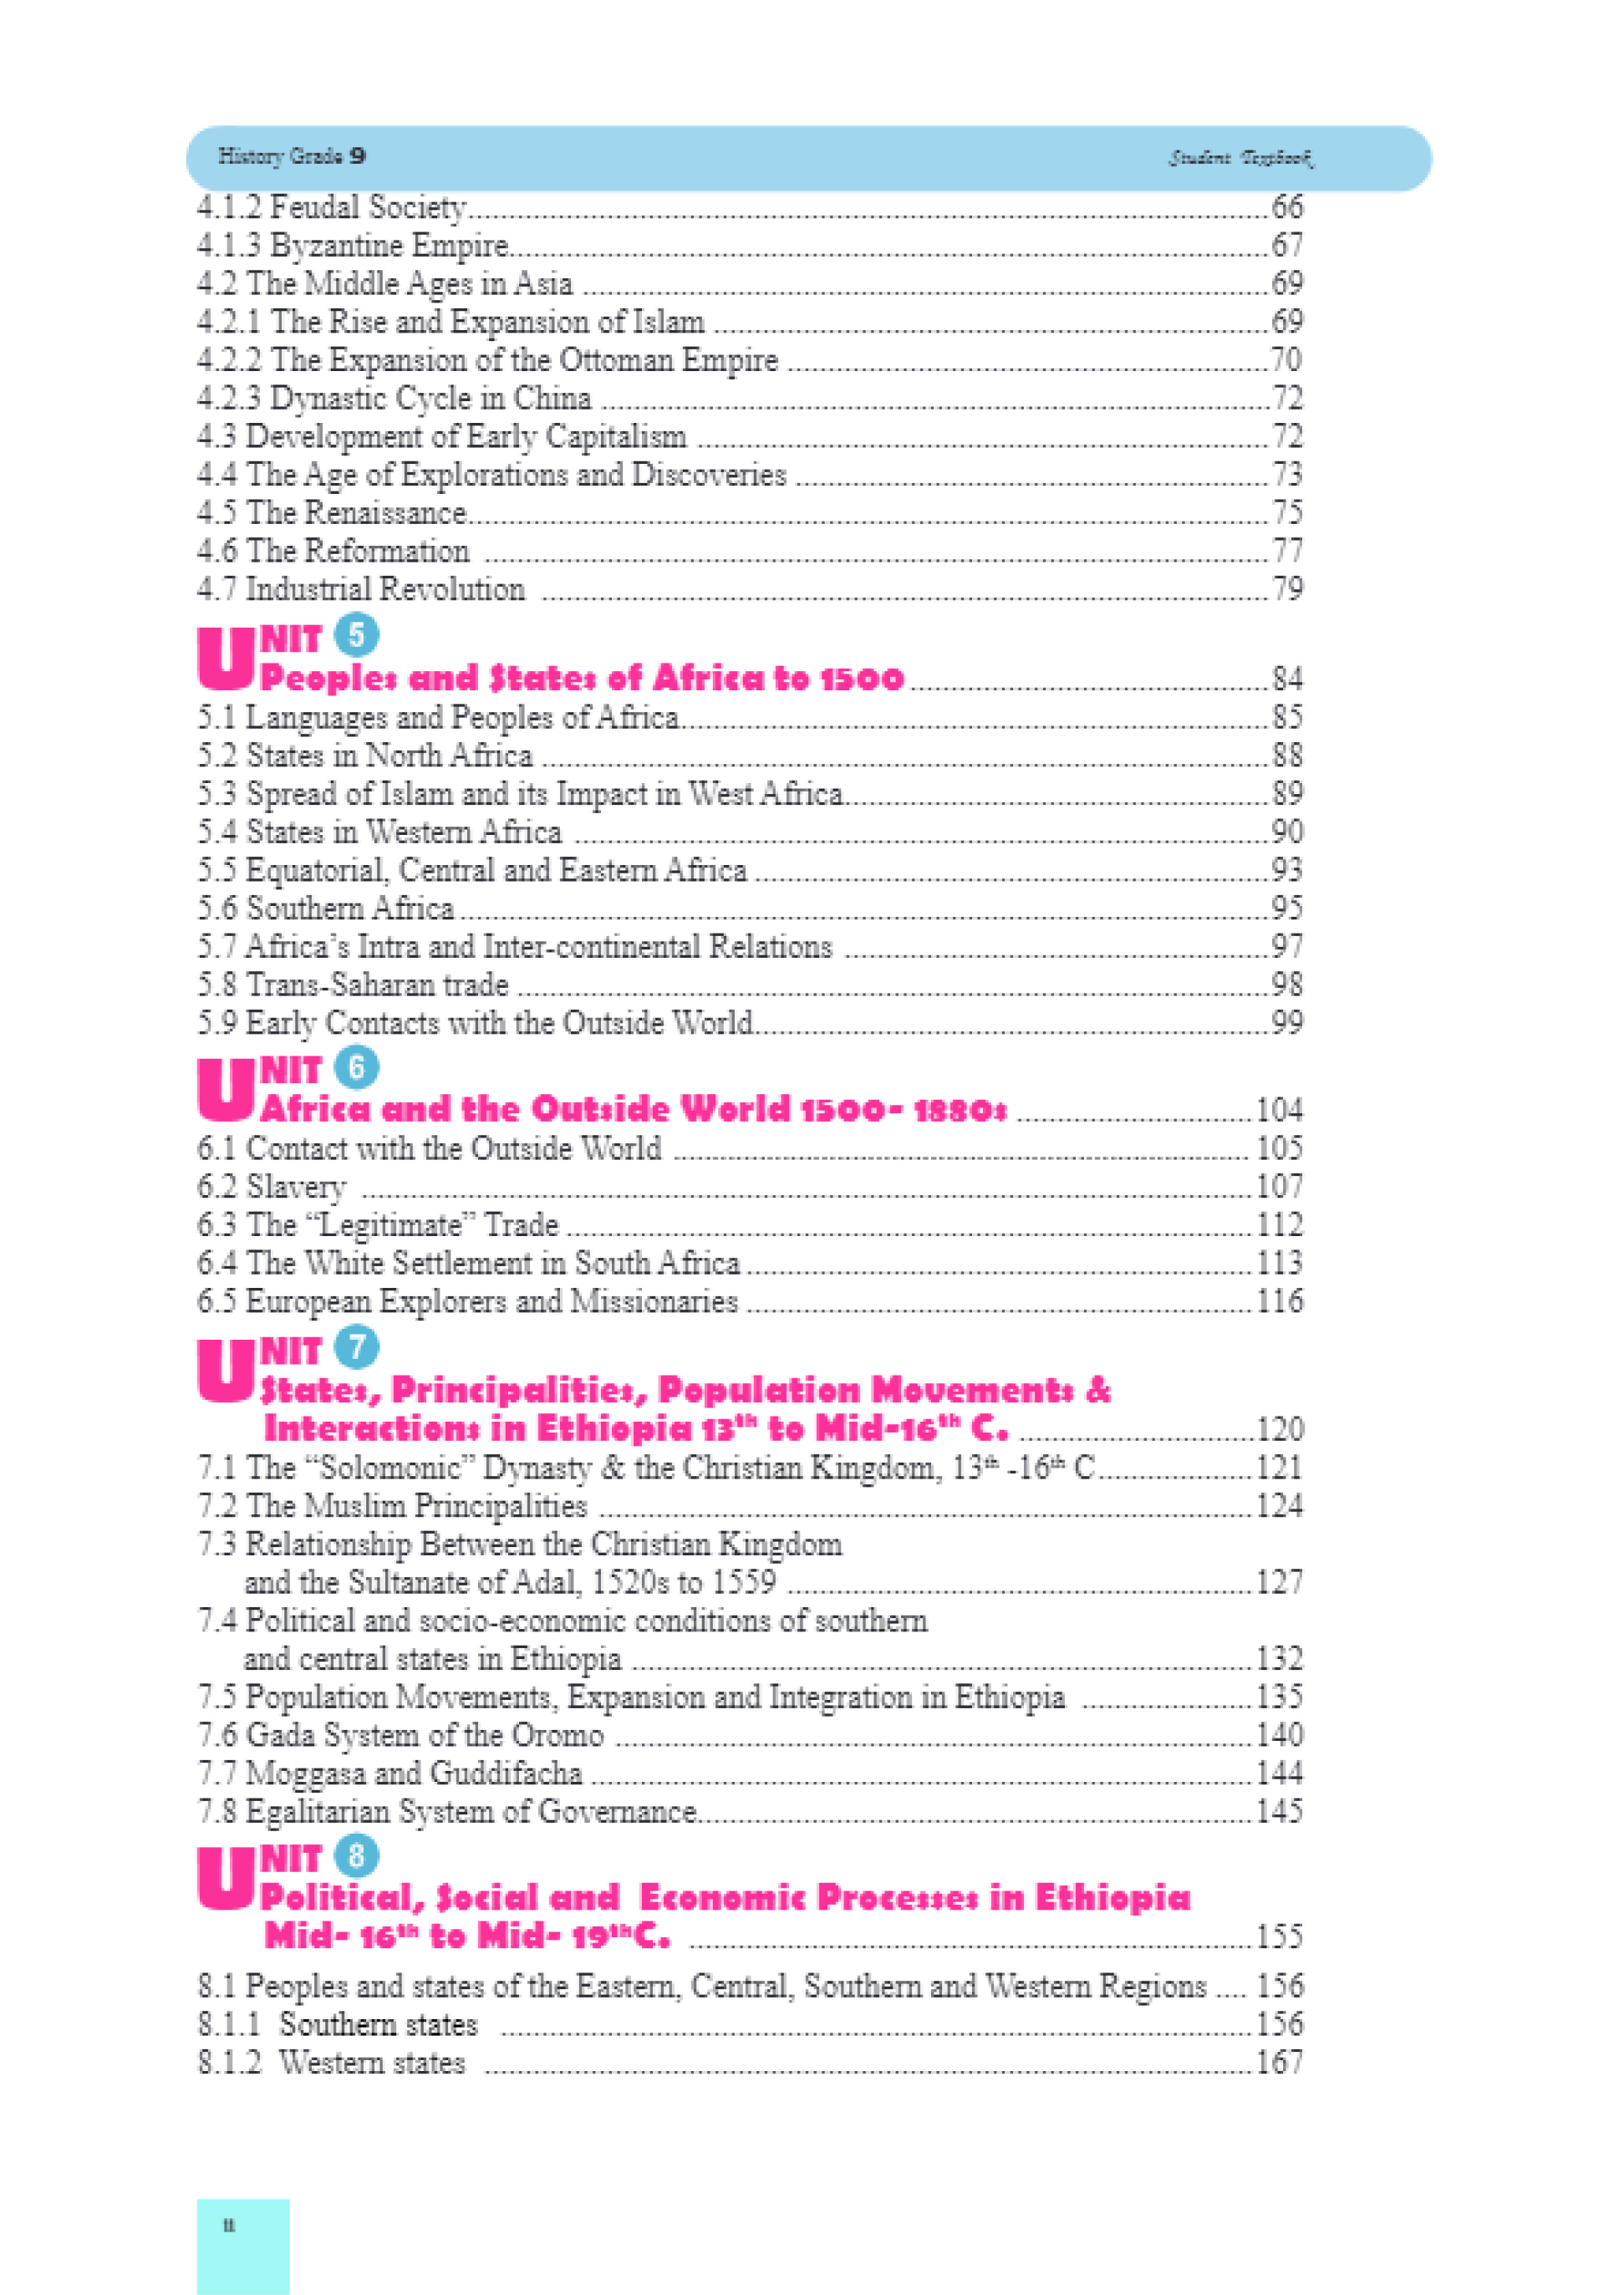 History Grade 9 Student Textbook
4.1.2 Feudal Society....................66
4.1.3 Byzantine Empire....................67
4.2 The Middle Ages in Asia ....................69
4.2.1 The Rise and Expansion of Islam ....................69
4.2.2 The Expansion of the Ottoman Empire ....................70
4.2.3 Dynastic Cycle in China ....................72
4.3 Development of Early Capitalism ....................72
4.4 The Age of Explorations and Discoveries ....................73
4.5 The Renaissance....................75
4.6 The Reformation ....................77
4.7 Industrial Revolution ....................79
UNIT 5
Peoples and States of Africa to 1500....................84
5.1 Languages and Peoples of Africa....................85
5.2 States in North Africa ....................88
5.3 Spread of Islam and its Impact in West Africa....................89
5.4 States in Western Africa ....................90
5.5 Equatorial, Central and Eastern Africa ....................93
5.6 Southern Africa ....................95
5.7 Africa’s Intra and Inter-continental Relations ....................97
5.8 Trans-Saharan trade ....................98
5.9 Early Contacts with the Outside World....................99
UNIT 6
Africa and the Outside World 1500- 1880s ....................104
6.1 Contact with the Outside World .................... 105
6.2 Slavery ....................107
6.3 The “Legitimate” Trade ....................112
6.4 The White Settlement in South Africa ....................113
6.5 European Explorers and Missionaries ....................116
UNIT 7
States, Principalities, Population Movements &
Interactions in Ethiopia 13th to Mid-16th C. ....................120
7.1 The “Solomonic” Dynasty & the Christian Kingdom, 13th -16th C....................121
7.2 The Muslim Principalities ....................124
7.3 Relationship Between the Christian Kingdom
and the Sultanate of Adal, 1520s to 1559 ....................127
7.4 Political and socio-economic conditions of southern
and central states in Ethiopia ....................132
7.5 Population Movements, Expansion and Integration in Ethiopia ....................135
7.6 Gada System of the Oromo ....................140
7.7 Moggasa and Guddifacha ....................144
7.8 Egalitarian System of Governance....................145
UNIT 8
Political, Social and Economic Processes in Ethiopia
Mid- 16th to Mid- 19thC. ....................155
8.1 Peoples and states of the Eastern, Central, Southern and Western Regions .... 156
8.1.1 Southern states ....................156
8.1.2 Western states ....................167
II